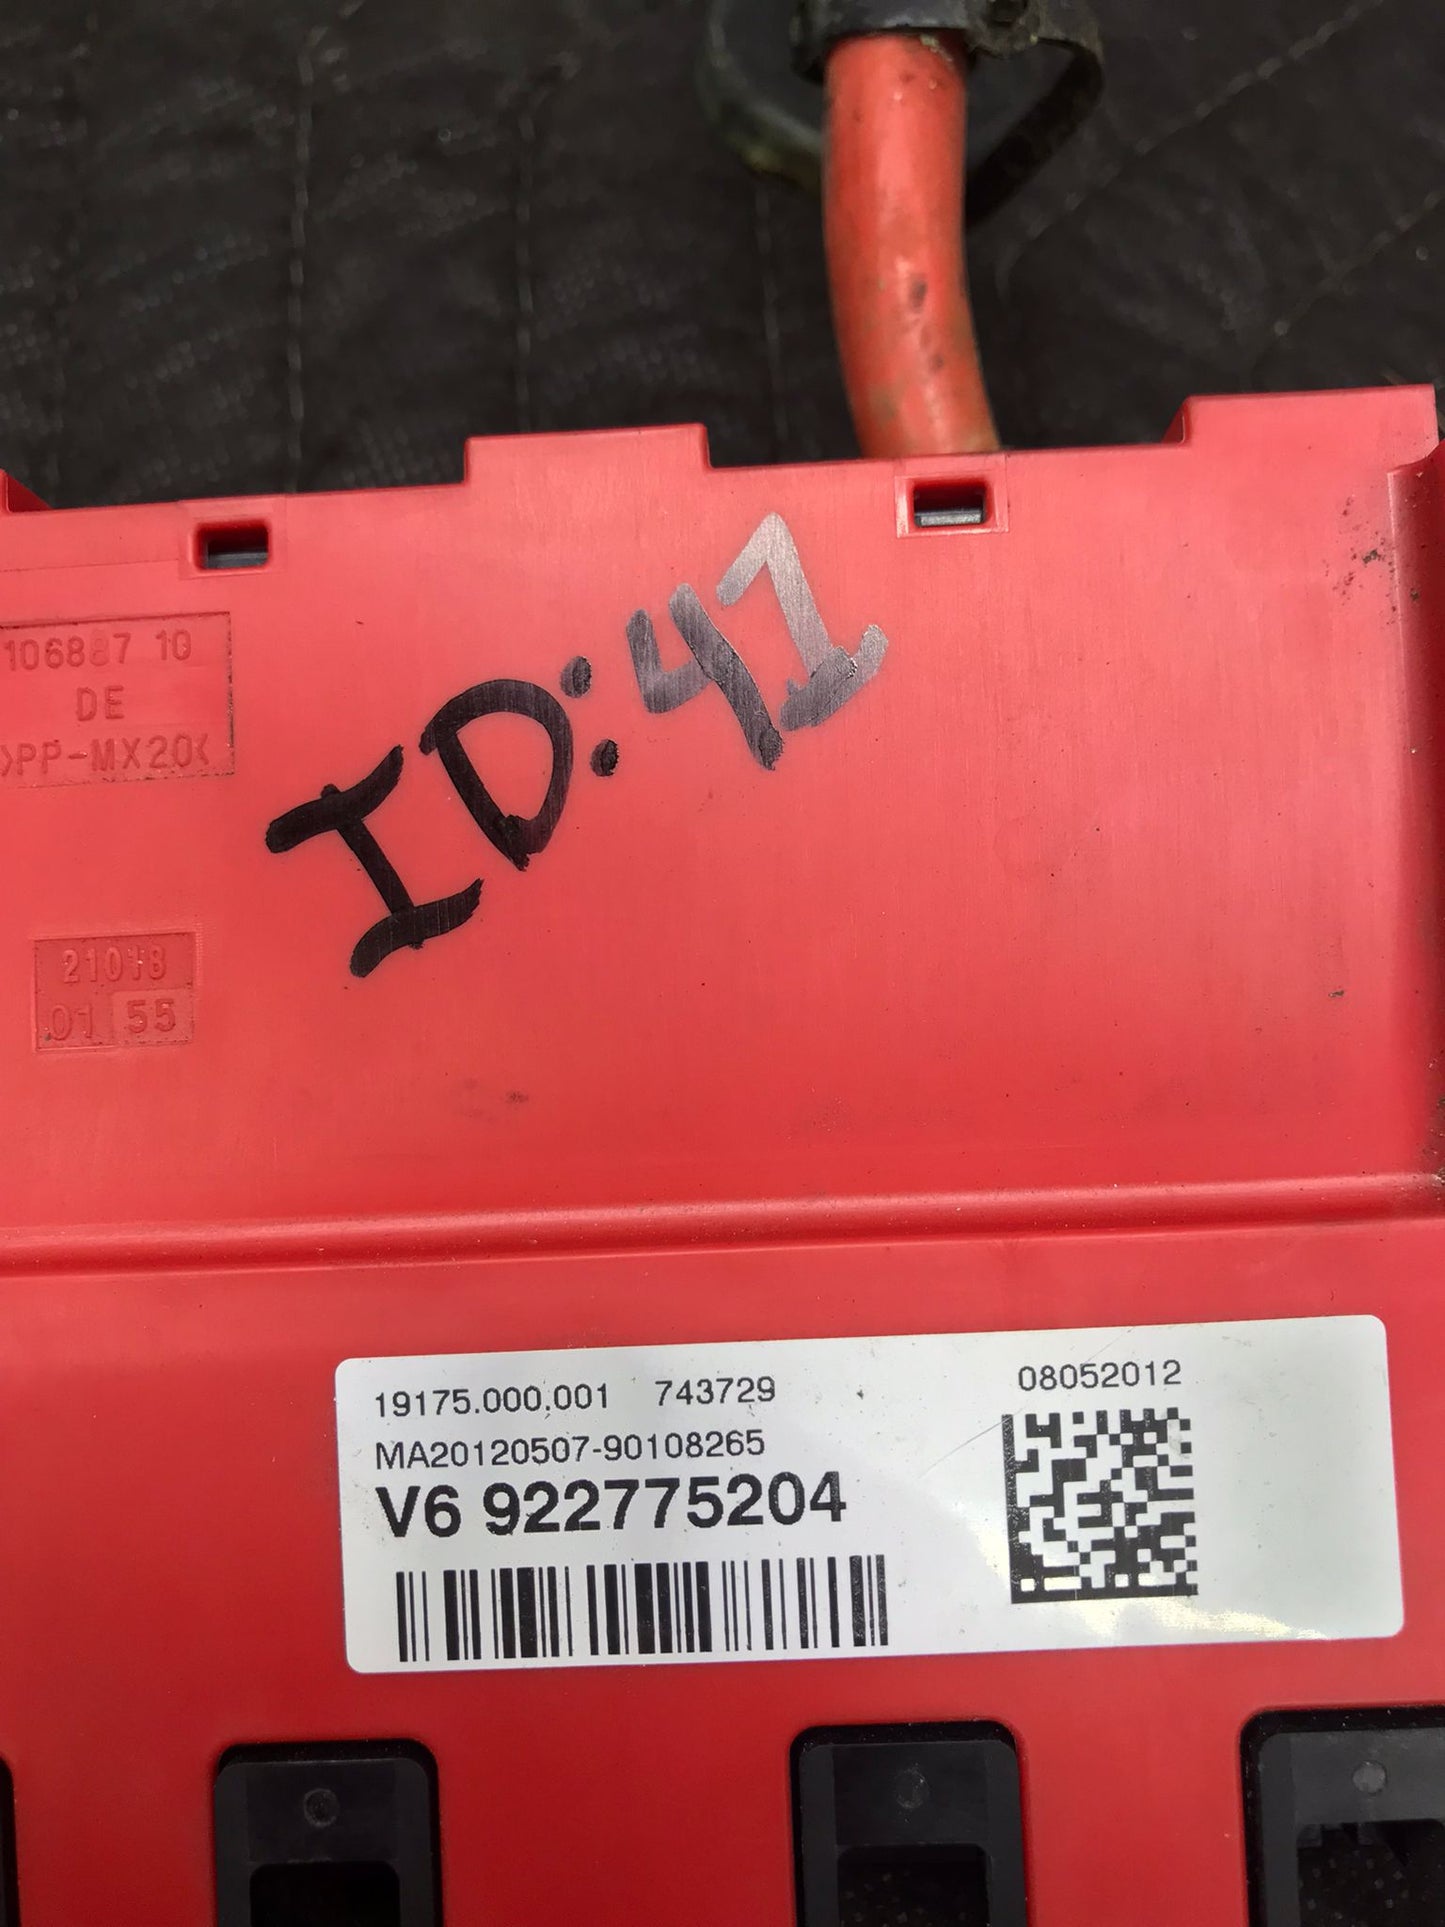 ID:41
106887 10
DE
>PP-MX20<
21018
01 55
19175.000.001 743729
08052012
MA20120507-90108265
V6 922775204